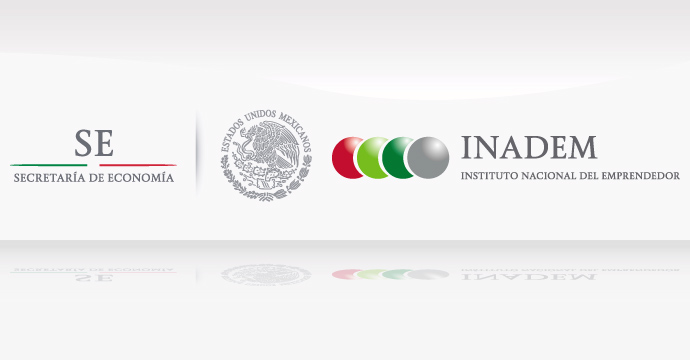 SE
SECRETARÍA DE ECONOMÍA
ESTADOS UNIDOS MEXICANOS
INADEM
INSTITUTO NACIONAL DEL EMPRENDEDOR